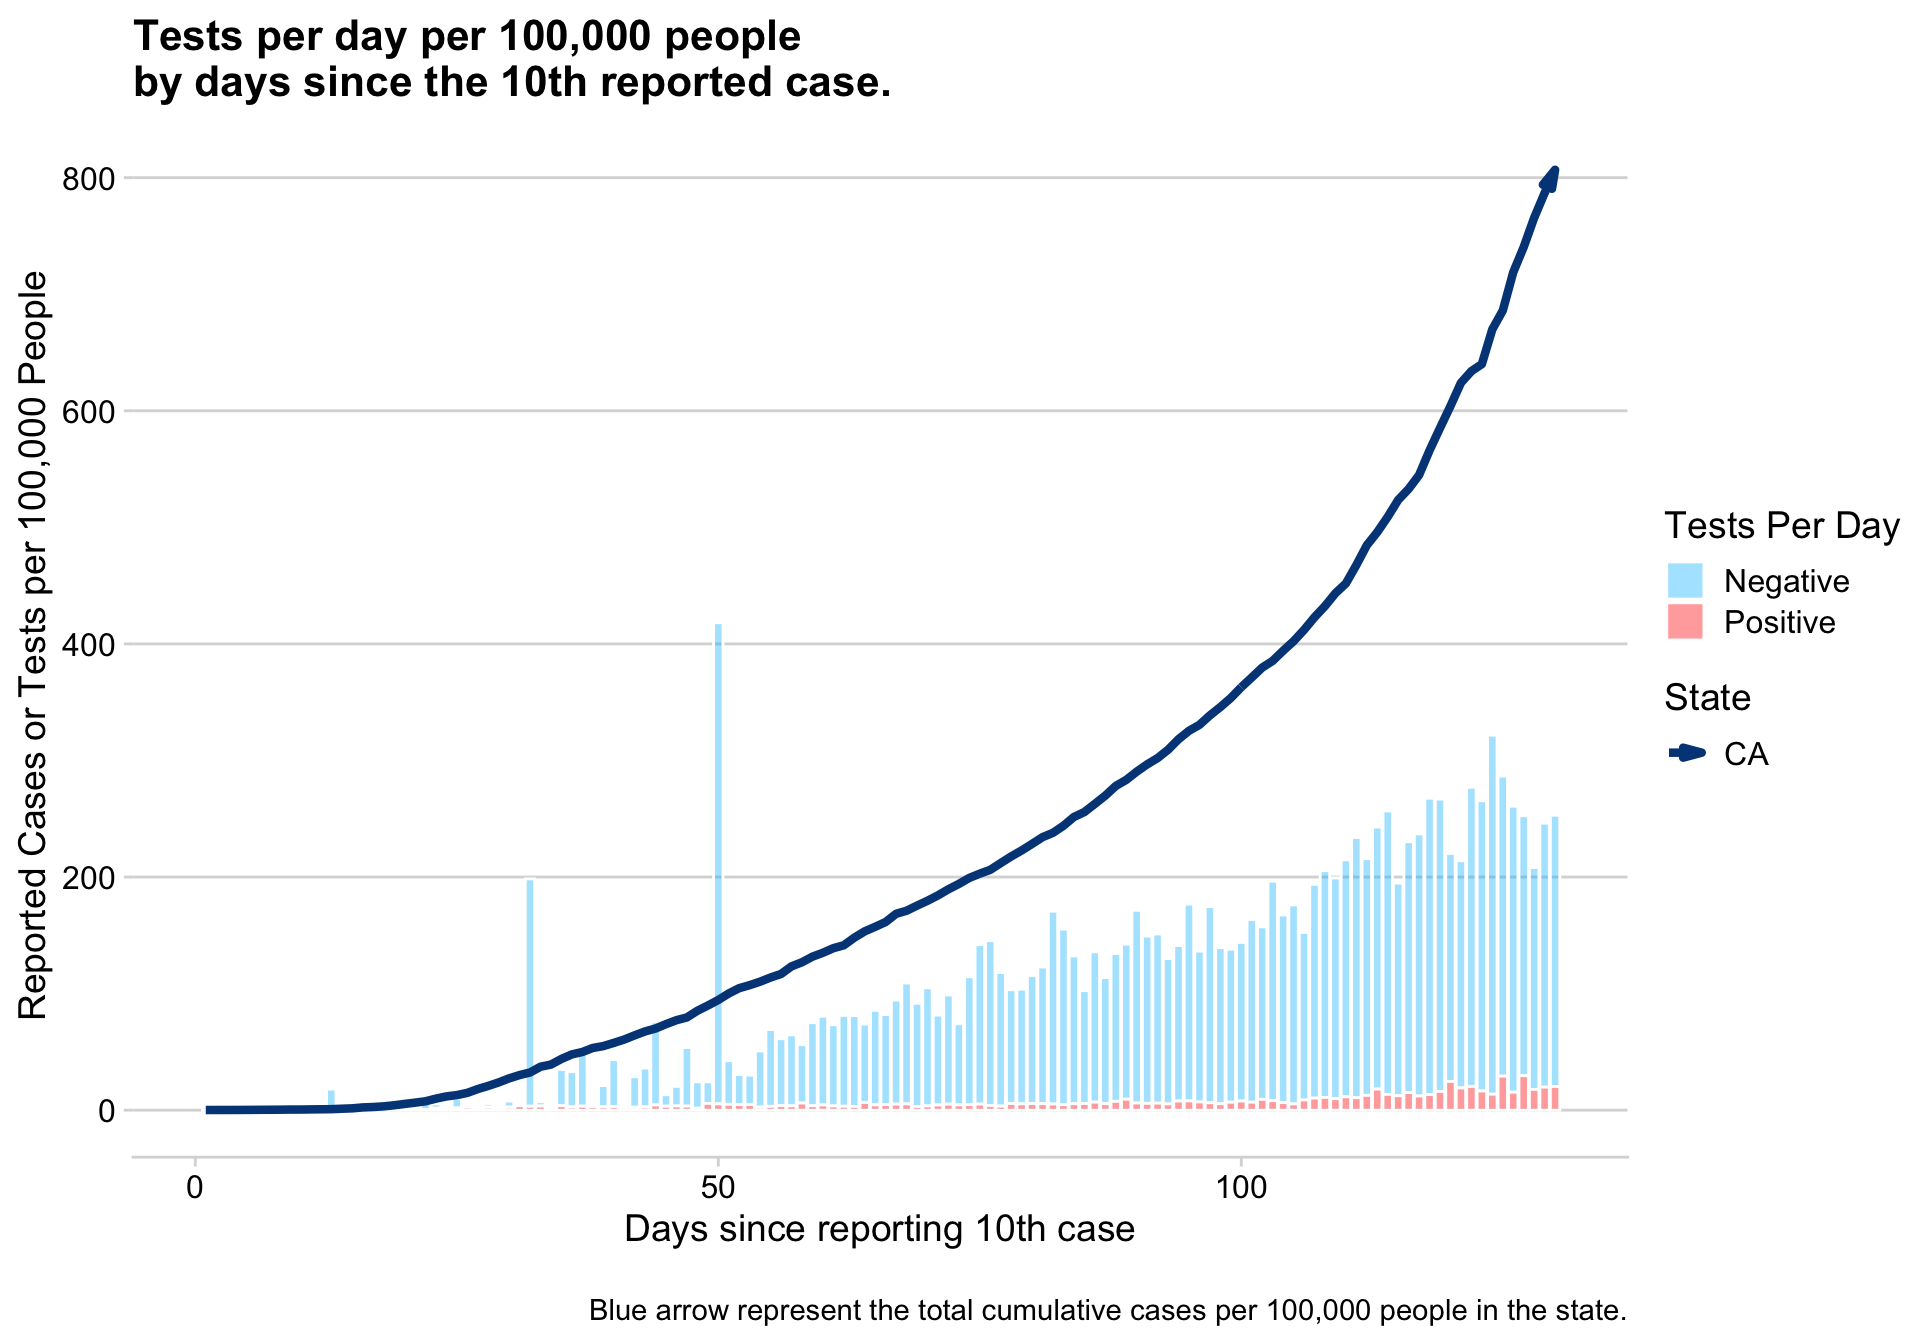 Tests per day per 100,000 people
by days since the 10th reported case.
Reported Cases or Tests per 100,000 People
800
600
400
200
0
0
50
100
Days since reporting 10th case
Tests Per Day
Negative
Positive
State
CA
Blue arrow represent the total cumulative cases per 100,000 people in the state.